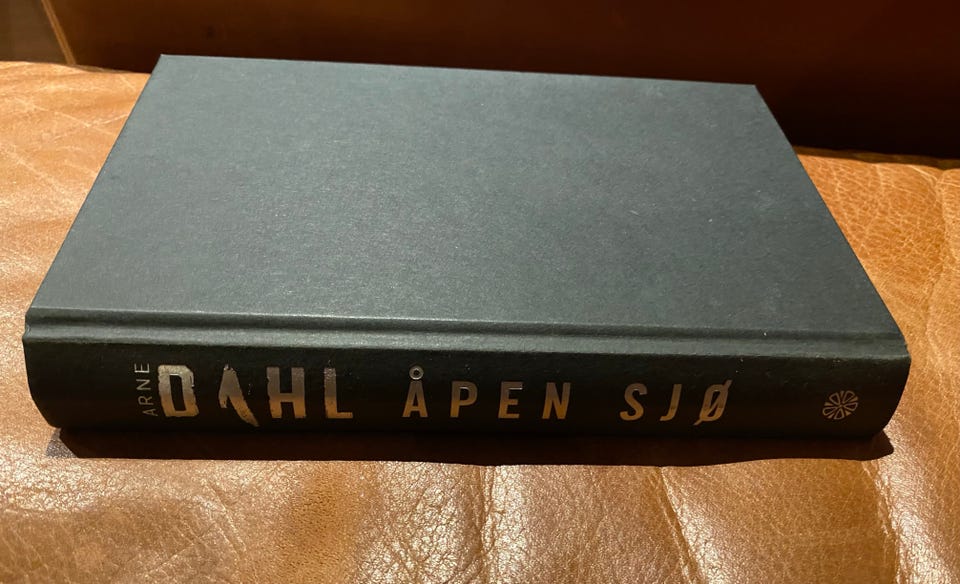 ARNE
DAHL ÅPEN SJØ